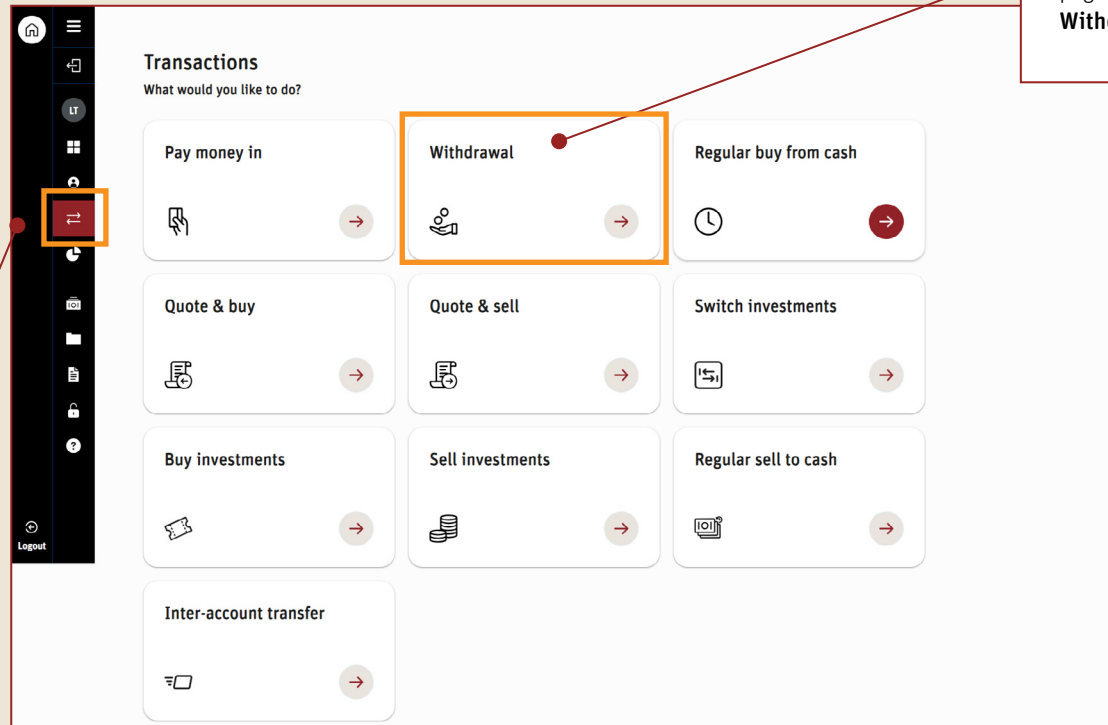 Transactions
What would you like to do?
LT
Pay money in
Withdrawal
Regular buy from cash
Quote & buy
Quote & sell
Switch investments
Buy investments
Sell investments
Regular sell to cash
Logout
Inter-account transfer